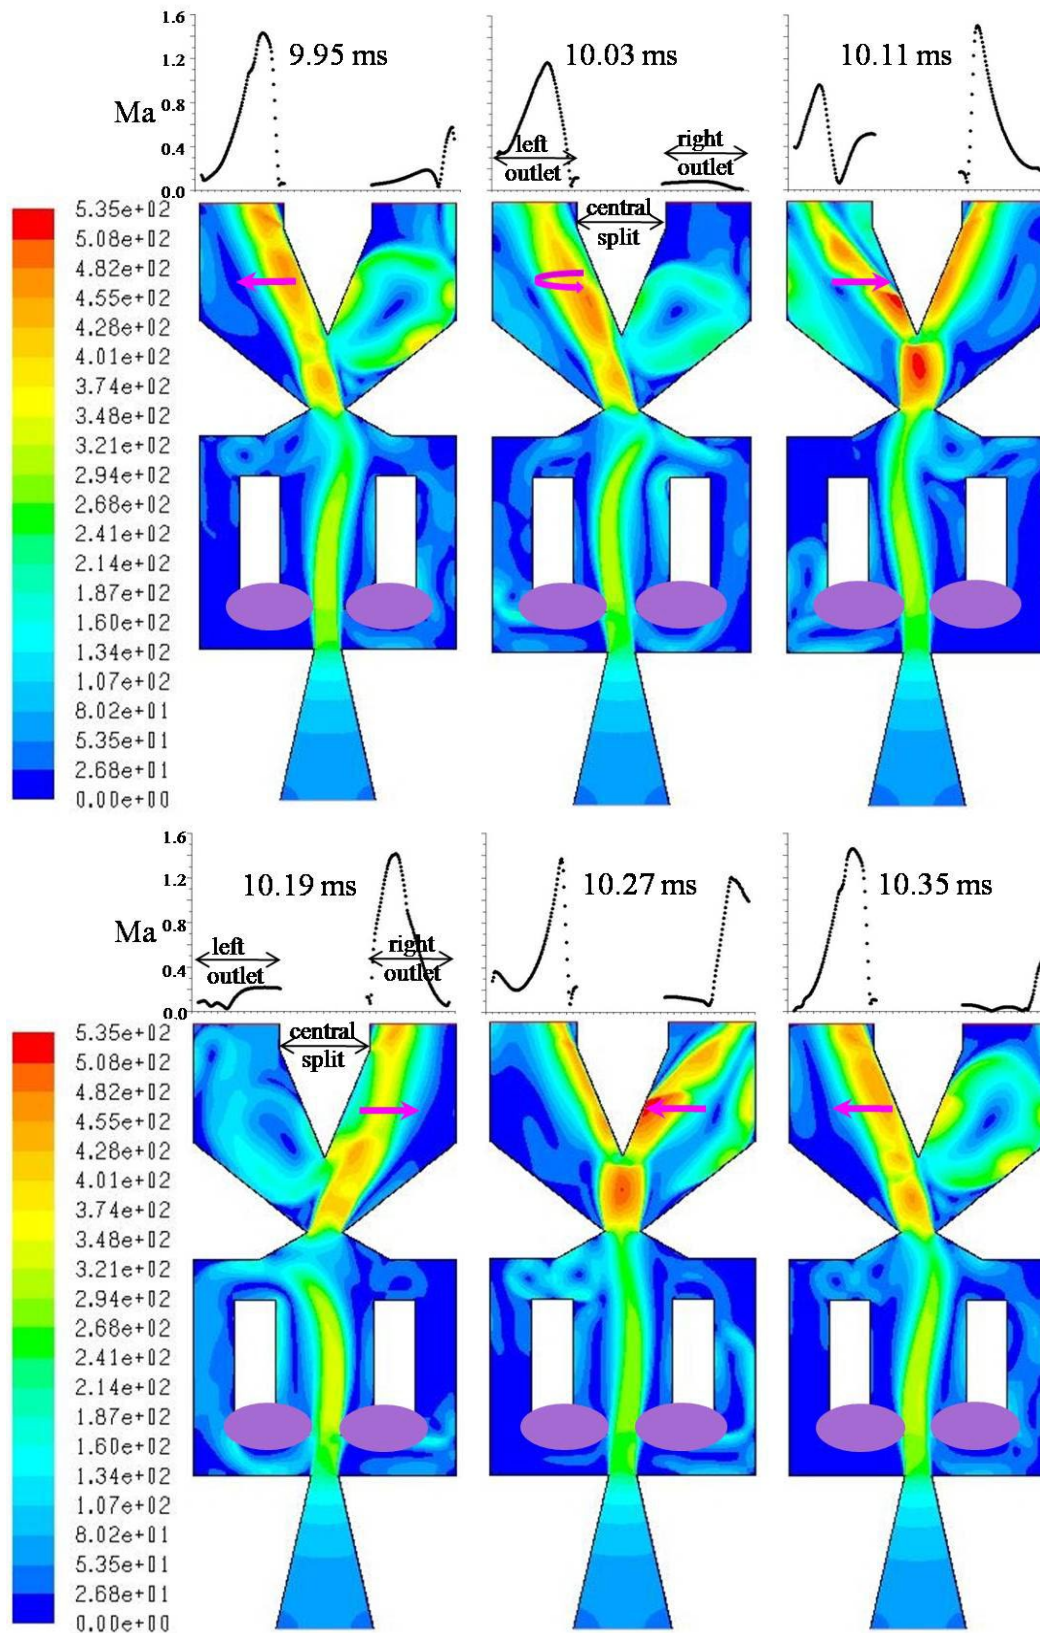 1.6
9.95 ms
10.03 ms
10.11 ms
1.2
Ma
0.8
0.4
left
outlet
right
outlet
0.0
central
split
5.35e+02
5.08e+02
4.82e+02
4.55e+02
4.28e+02
4.01e+02
3.74e+02
3.48e+02
3.21e+02
2.94e+02
2.68e+02
2.41e+02
2.14e+02
1.87e+02
1.60e+02
1.34e+02
1.07e+02
8.02e+01
5.35e+01
2.68e+01
0.00e+00
1.6
10.19 ms
10.27 ms
10.35 ms
1.2
Ma
0.8
0.4
left
outlet
right
outlet
0.0
central
split
5.35e+02
5.08e+02
4.82e+02
4.55e+02
4.28e+02
4.01e+02
3.74e+02
3.48e+02
3.21e+02
2.94e+02
2.68e+02
2.41e+02
2.14e+02
1.87e+02
1.60e+02
1.34e+02
1.07e+02
8.02e+01
5.35e+01
2.68e+01
0.00e+00